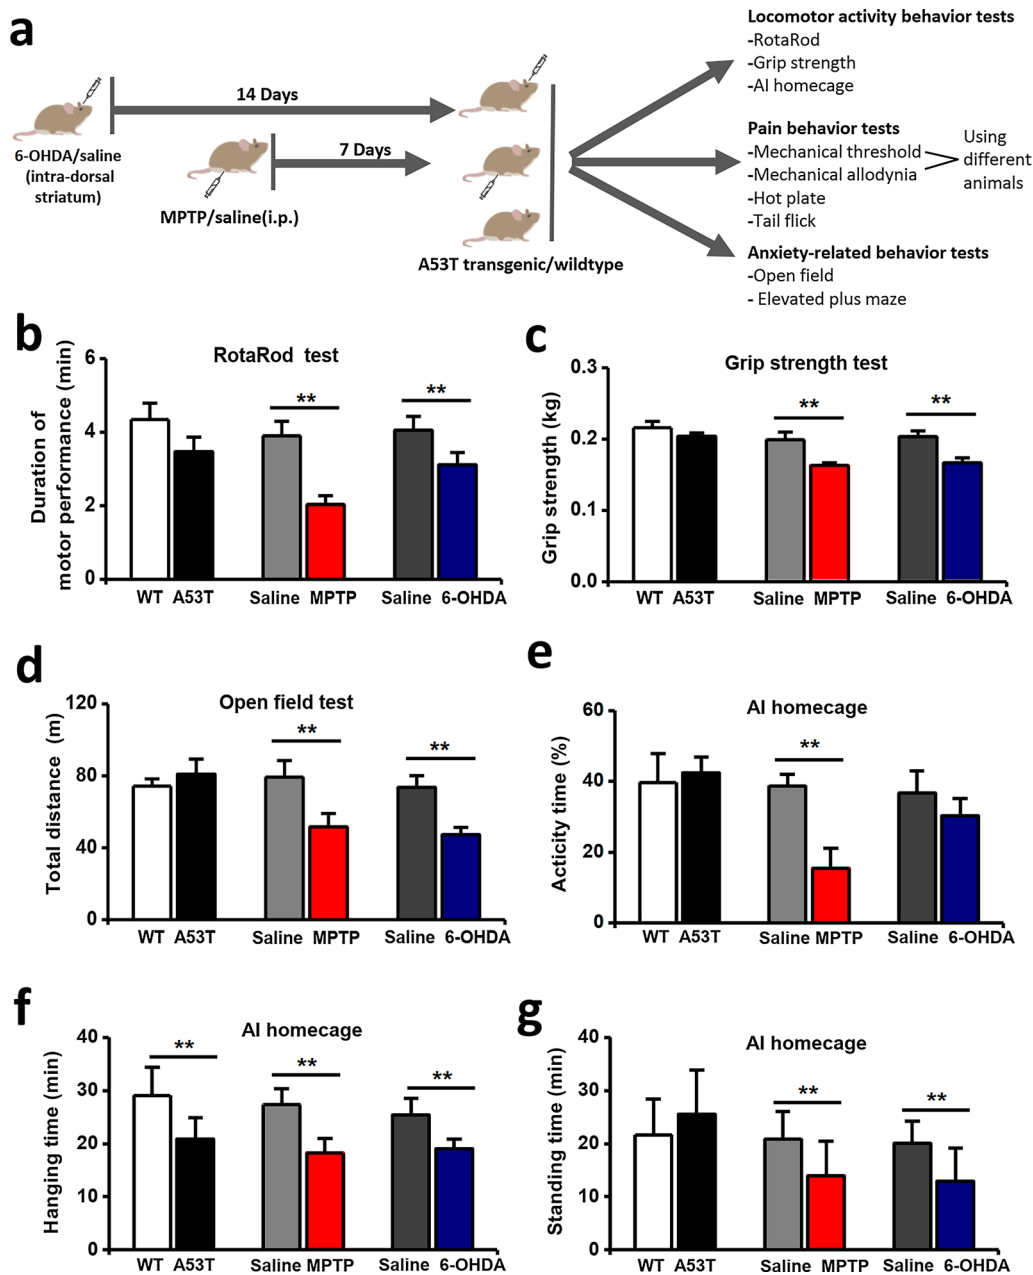 a
Locomotor activity behavior tests
-RotaRod
-Grip strength
-AI homecage
14 Days
6-OHDA/saline
(intra-dorsal
striatum)
7 Days
MPTP/saline(i.p.)
A53T transgenic/wildtype
Pain behavior tests
-Mechanical threshold
-Mechanical allodynia
-Hot plate
-Tail flick
Using
different
animals
Anxiety-related behavior tests
-Open field
- Elevated plus maze
b
RotaRod test
Duration of
motor performance (min)
6
4
2
0
**
**
WT A53T Saline MPTP Saline 6-OHDA
c
Grip strength test
Grip strength (kg)
0.3
0.2
0.1
0.0
**
**
WT A53T Saline MPTP Saline 6-OHDA
d
Open field test
Total distance (m)
120
80
40
0
**
**
WT A53T Saline MPTP Saline 6-OHDA
e
AI homecage
Acticity time (%)
60
40
20
0
**
WT A53T Saline MPTP Saline 6-OHDA
f
AI homecage
Hanging time (min)
40
30
20
10
0
**
**
**
WT A53T Saline MPTP Saline 6-OHDA
g
AI homecage
Standing time (min)
40
30
20
10
0
**
**
WT A53T Saline MPTP Saline 6-OHDA